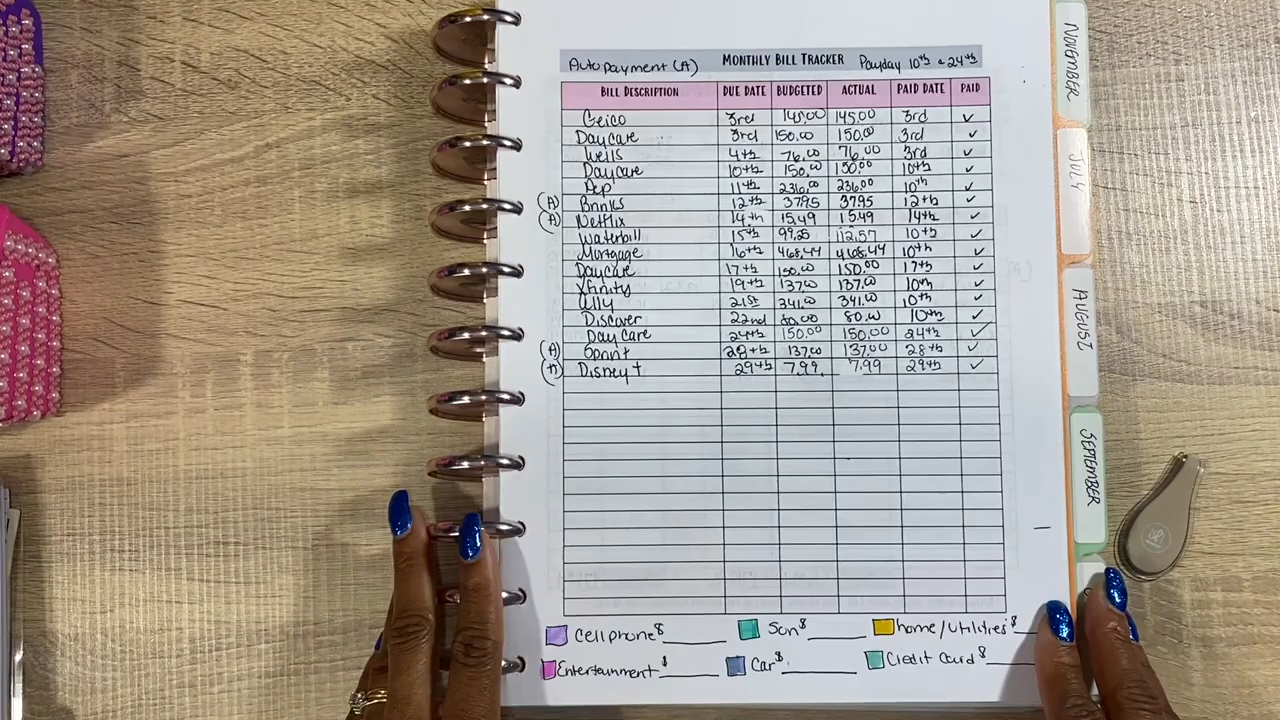 Auto payment (A) MONTHLY BILL TRACKER Payday 10th & 24th
BILL DESCRIPTION DUE DATE BUDGETED ACTUAL PAID DATE PAID
Geico 3rd 145.00 145.00 3rd ✓
Daycare 3rd 150.00 150.00 3rd ✓
Wells 4th 76.00 76.00 3rd ✓
Daycare 10th 150.00 150.00 10th ✓
Aep 11th 236.00 236.00 10th ✓
(A) Brinks 12th 37.95 37.95 12th ✓
(A) Netflix 14th 15.49 15.49 14th ✓
Waterbill 15th 99.25 112.57 10th ✓
Mortgage 16th 468.44 468.44 10th ✓
Daycare 17th 150.00 150.00 17th ✓
Xfinity 19th 137.00 137.00 10th ✓
Ally 21st 341.00 341.00 10th ✓
Discover 22nd 80.00 80.00 10th ✓
Day Care 24th 150.00 150.00 24th ✓
(A) Sprint 28th 137.00 137.00 28th ✓
(A) Disney+ 29th 7.99 7.99 29th ✓
Cell phone $ Son $ home/utilities $
Entertainment $ Car $ Credit Card $
NOVEMBER
JULY
AUGUST
SEPTEMBER